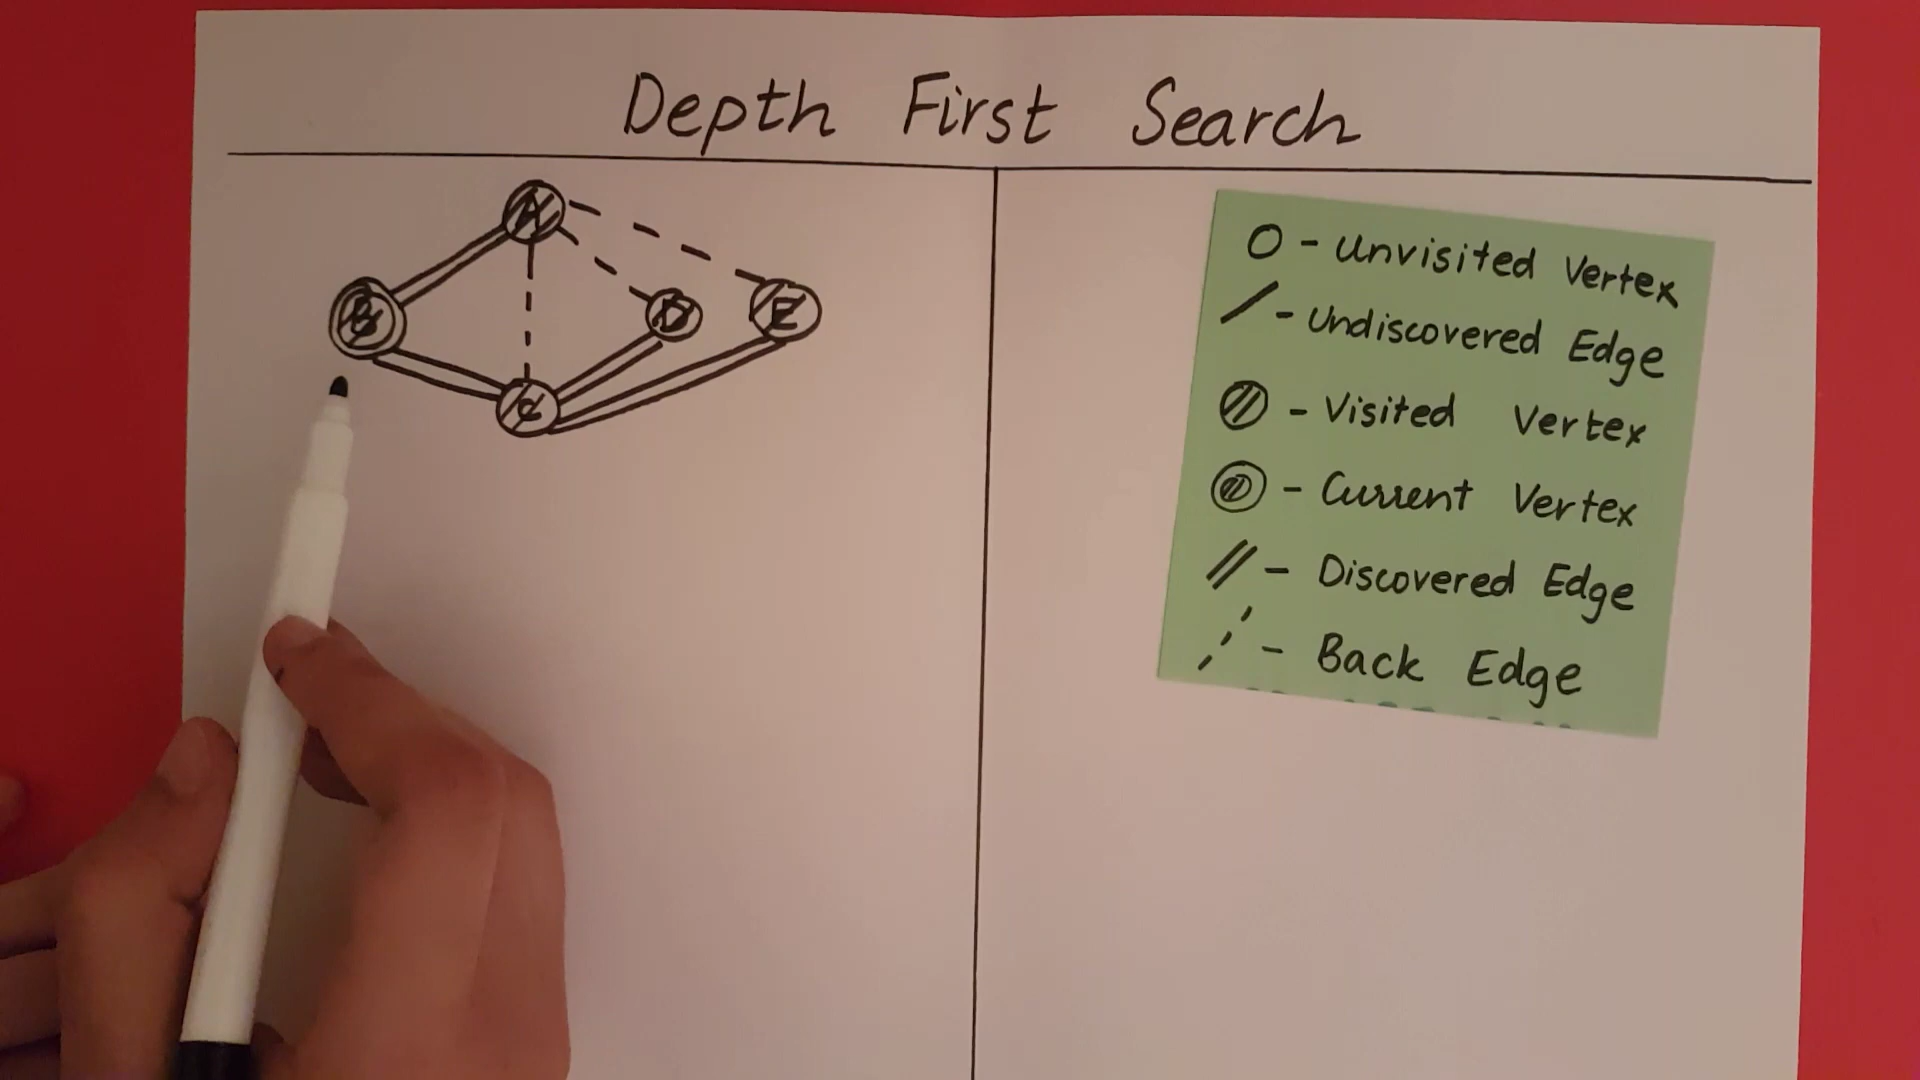 Depth First Search
A
B
D
E
C
O - Unvisited Vertex
/ - Undiscovered Edge
- Visited Vertex
- Current Vertex
// - Discovered Edge
- Back Edge